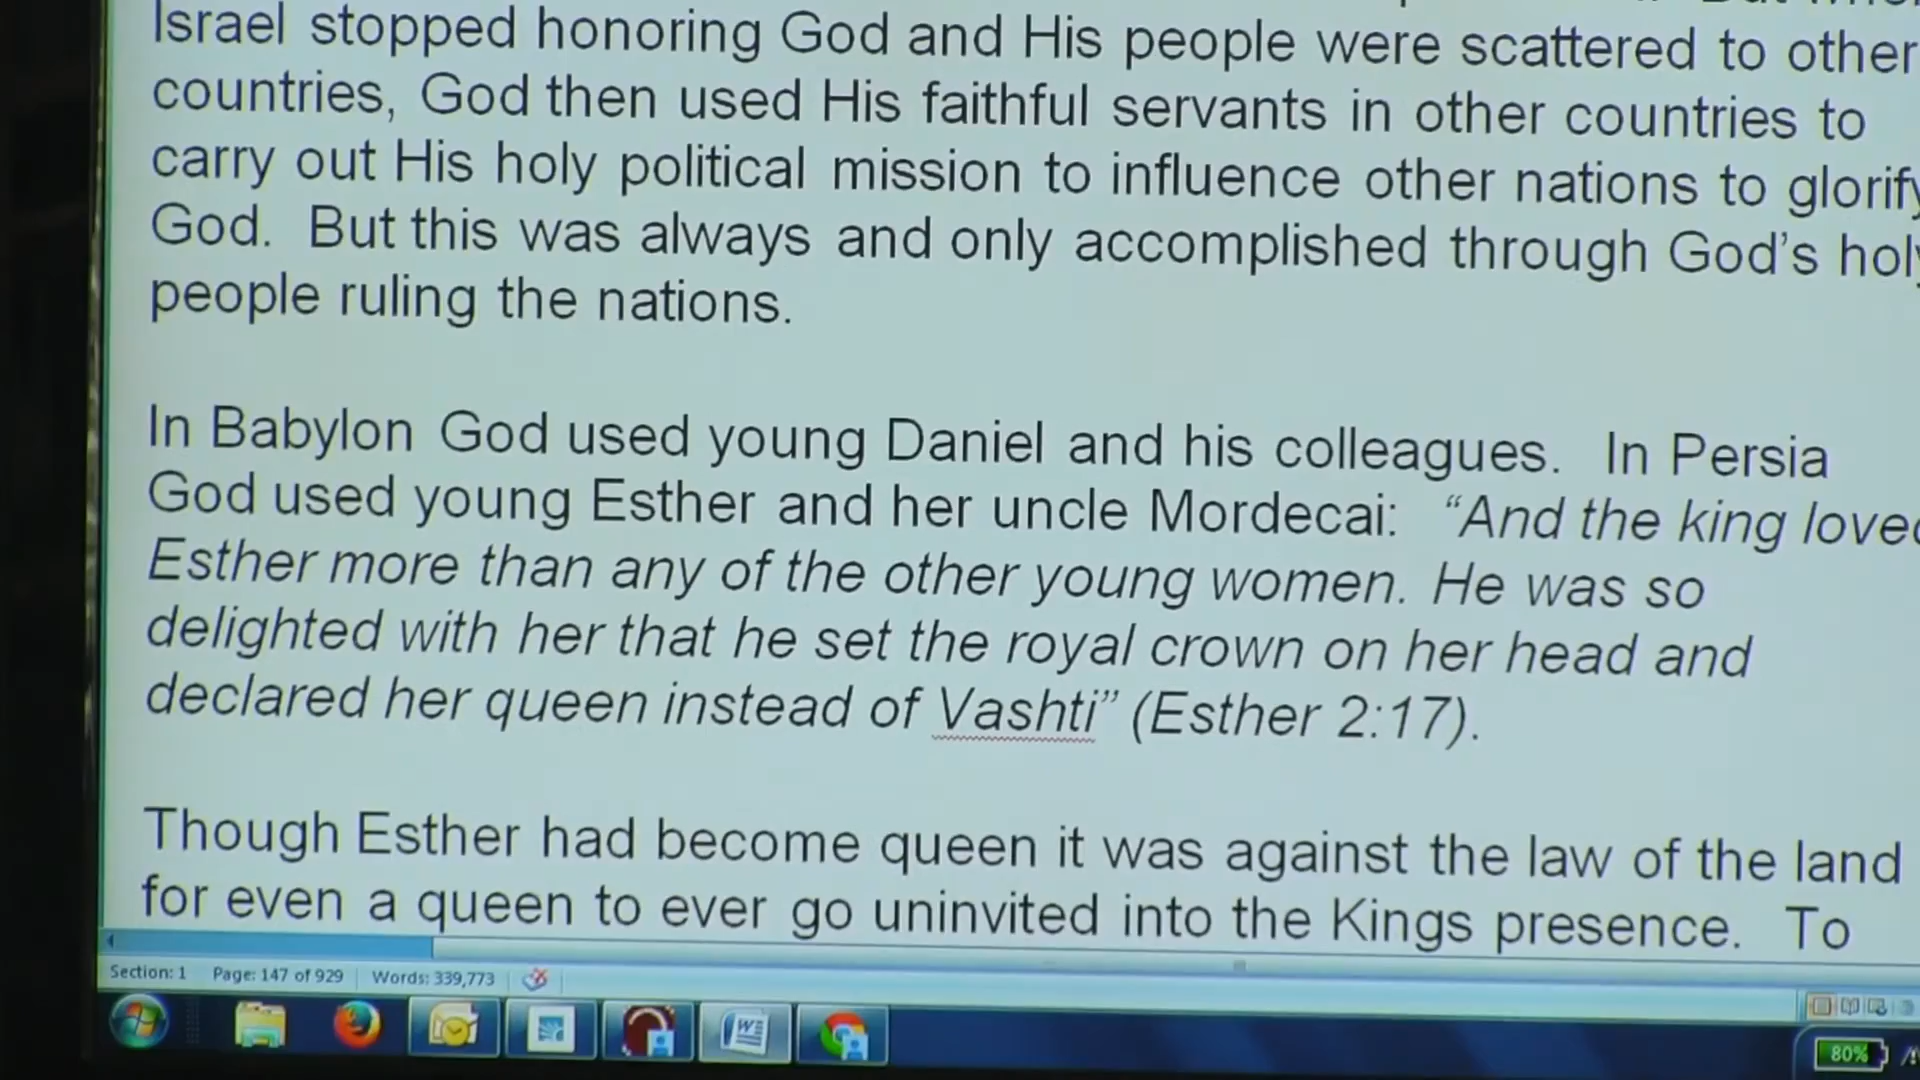 Israel stopped honoring God and His people were scattered to other
countries, God then used His faithful servants in other countries to
carry out His holy political mission to influence other nations to glorify
God. But this was always and only accomplished through God's holy
people ruling the nations.
In Babylon God used young Daniel and his colleagues. In Persia
God used young Esther and her uncle Mordecai: “And the king loved
Esther more than any of the other young women. He was so
delighted with her that he set the royal crown on her head and
declared her queen instead of Vashti” (Esther 2:17).
Though Esther had become queen it was against the law of the land
for even a queen to ever go uninvited into the Kings presence. To
Section: 1 Page: 147 of 929 Words: 339,773
80%